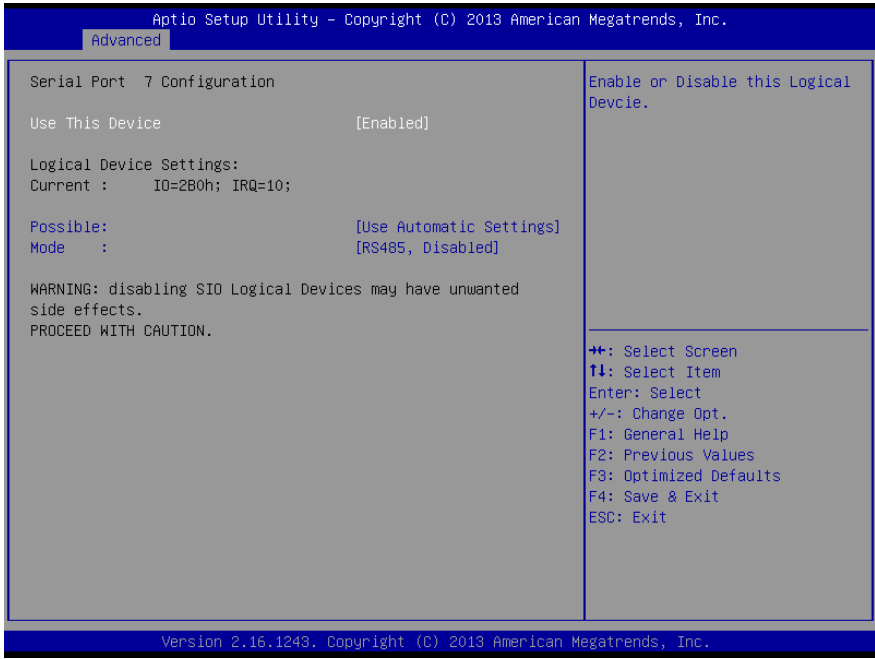 Aptio Setup Utility – Copyright (C) 2013 American Megatrends, Inc.
Advanced
Serial Port 7 Configuration
Use This Device [Enabled]
Logical Device Settings:
Current : IO=2B0h; IRQ=10;
Possible: [Use Automatic Settings]
Mode : [RS485, Disabled]
WARNING: disabling SIO Logical Devices may have unwanted
side effects.
PROCEED WITH CAUTION.
Enable or Disable this Logical
Devcie.
→←: Select Screen
↑↓: Select Item
Enter: Select
+/-: Change Opt.
F1: General Help
F2: Previous Values
F3: Optimized Defaults
F4: Save & Exit
ESC: Exit
Version 2.16.1243. Copyright (C) 2013 American Megatrends, Inc.